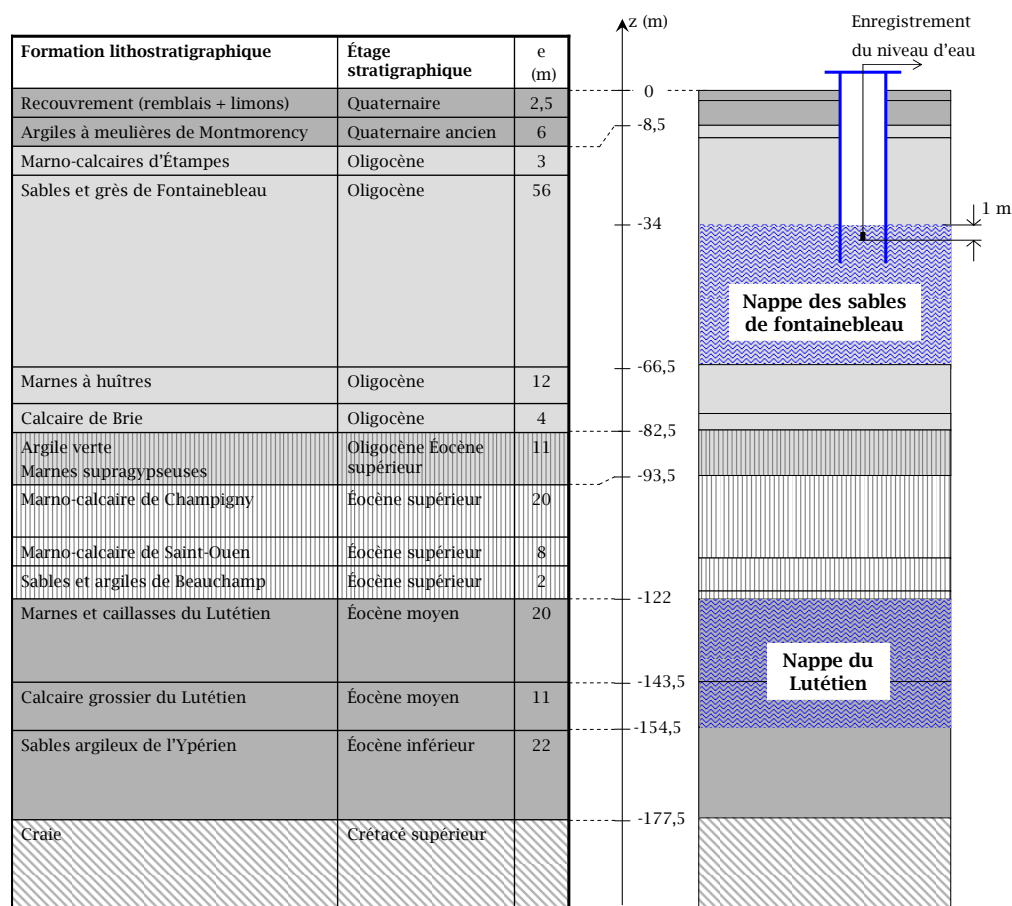 Formation lithostratigraphique
Étage
stratigraphique
e
(m)
Recouvrement (remblais + limons)
Quaternaire
2,5
Argiles à meulières de Montmorency
Quaternaire ancien
6
Marno-calcaires d’Étampes
Oligocène
3
Sables et grès de Fontainebleau
Oligocène
56
Marnes à huîtres
Oligocène
12
Calcaire de Brie
Oligocène
4
Argile verte
Marnes supragypseuses
Oligocène Éocène
supérieur
11
Marno-calcaire de Champigny
Éocène supérieur
20
Marno-calcaire de Saint-Ouen
Éocène supérieur
8
Sables et argiles de Beauchamp
Éocène supérieur
2
Marnes et caillasses du Lutétien
Éocène moyen
20
Calcaire grossier du Lutétien
Éocène moyen
11
Sables argileux de l’Ypérien
Éocène inférieur
22
Craie
Crétacé supérieur
z (m)
0
-8,5
-34
-66,5
-82,5
-93,5
-122
-143,5
-154,5
-177,5
Enregistrement
du niveau d’eau
1 m
Nappe des sables
de fontainebleau
Nappe du
Lutétien